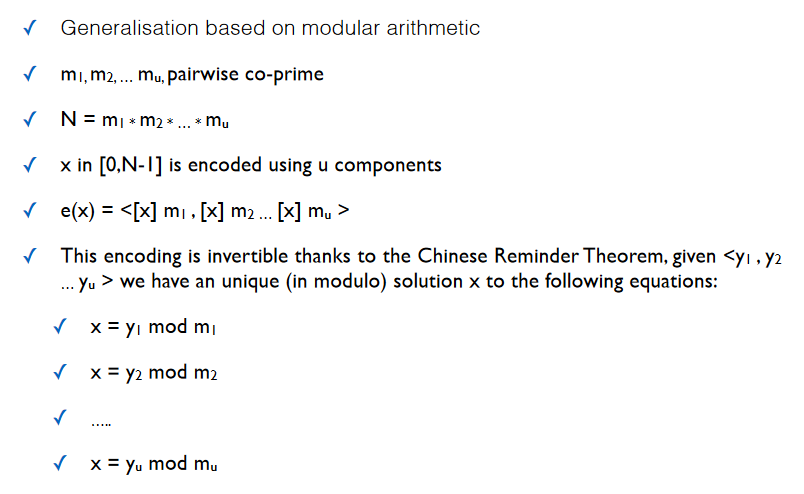 ✓ Generalisation based on modular arithmetic
✓ m₁, m₂, ... mᵤ, pairwise co-prime
✓ N = m₁ * m₂ * ... * mᵤ
✓ x in [0,N-1] is encoded using u components
✓ e(x) = <[x] m₁ , [x] m₂ ... [x] mᵤ >
✓ This encoding is invertible thanks to the Chinese Reminder Theorem, given <y₁ , y₂
... yᵤ > we have an unique (in modulo) solution x to the following equations:
✓ x = y₁ mod m₁
✓ x = y₂ mod m₂
✓ .....
✓ x = yᵤ mod mᵤ